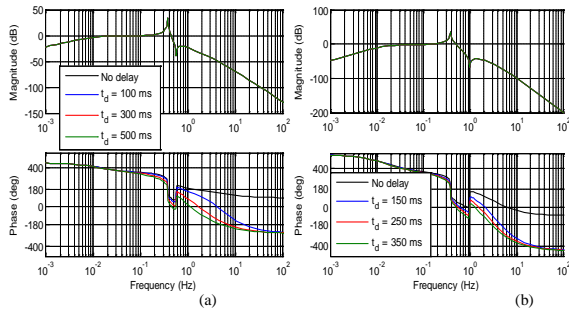 50
0
-50
-100
-150
Magnitude (dB)
No delay
t_d = 100 ms
t_d = 300 ms
t_d = 500 ms
10^-3 10^-2 10^-1 10^0 10^1 10^2
400
180
0
-180
-400
Phase (deg)
10^-3 10^-2 10^-1 10^0 10^1 10^2
Frequency (Hz)
(a)
100
0
-100
-200
Magnitude (dB)
10^-3 10^-2 10^-1 10^0 10^1 10^2
400
180
0
-180
-400
Phase (deg)
No delay
t_d = 150 ms
t_d = 250 ms
t_d = 350 ms
10^-3 10^-2 10^-1 10^0 10^1 10^2
Frequency (Hz)
(b)